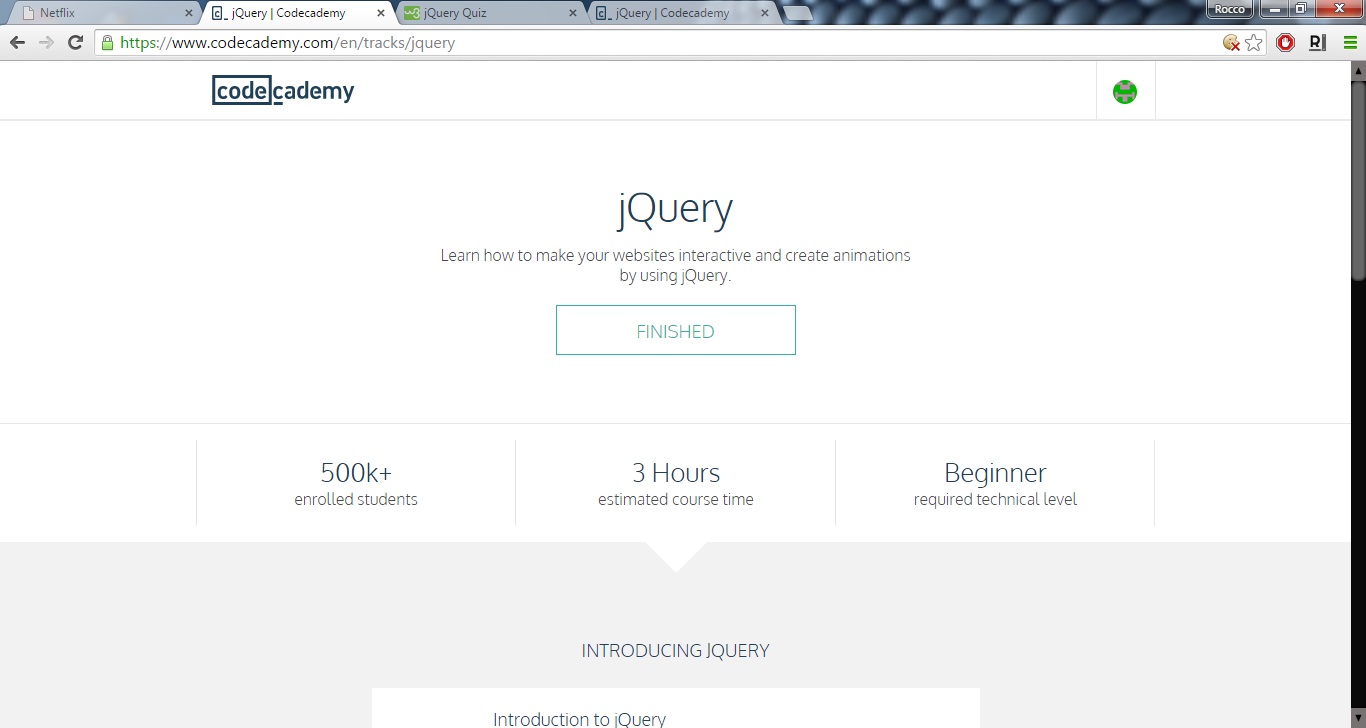 Netflix
jQuery | Codecademy
jQuery Quiz
jQuery | Codecademy
Rocco
https://www.codecademy.com/en/tracks/jquery
codecademy
jQuery
Learn how to make your websites interactive and create animations
by using jQuery.
FINISHED
500k+
enrolled students
3 Hours
estimated course time
Beginner
required technical level
INTRODUCING JQUERY
Introduction to jQuery